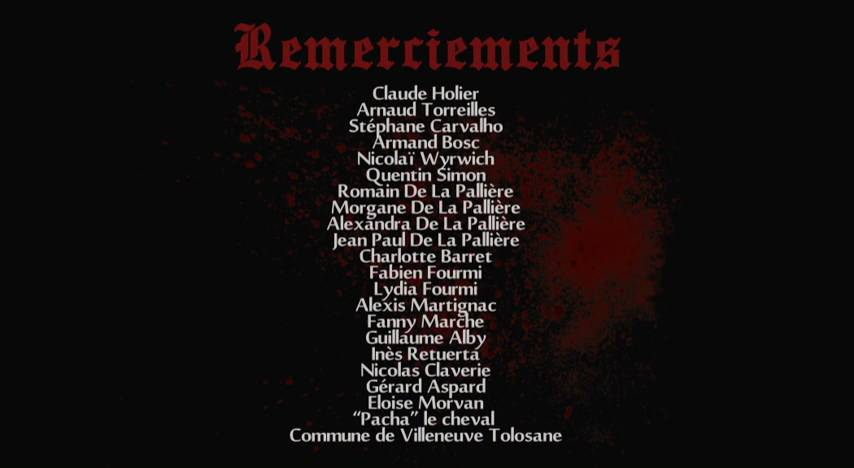 Remerciements
Claude Holier
Arnaud Torreilles
Stéphane Carvalho
Armand Bosc
Nicolaï Wyrwich
Quentin Simon
Romain De La Pallière
Morgane De La Pallière
Alexandra De La Pallière
Jean Paul De La Pallière
Charlotte Barret
Fabien Fourmi
Lydia Fourmi
Alexis Martignac
Fanny Marche
Guillaume Alby
Inès Retuerta
Nicolas Claverie
Gérard Aspard
Eloise Morvan
“Pacha” le cheval
Commune de Villeneuve Tolosane